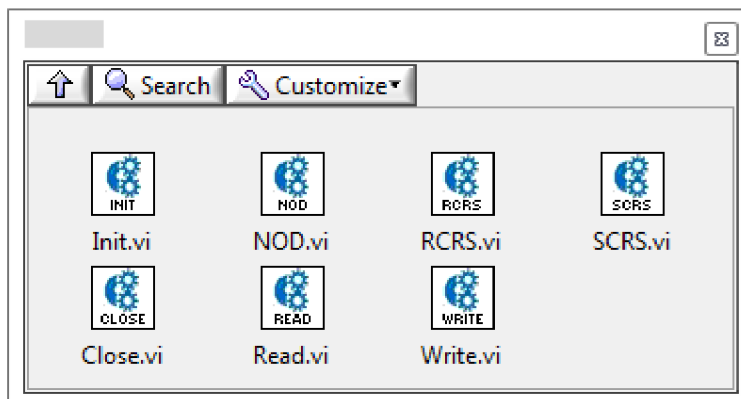 Search Customize
INIT NOD RCRS SCRS
Init.vi NOD.vi RCRS.vi SCRS.vi
CLOSE READ WRITE
Close.vi Read.vi Write.vi